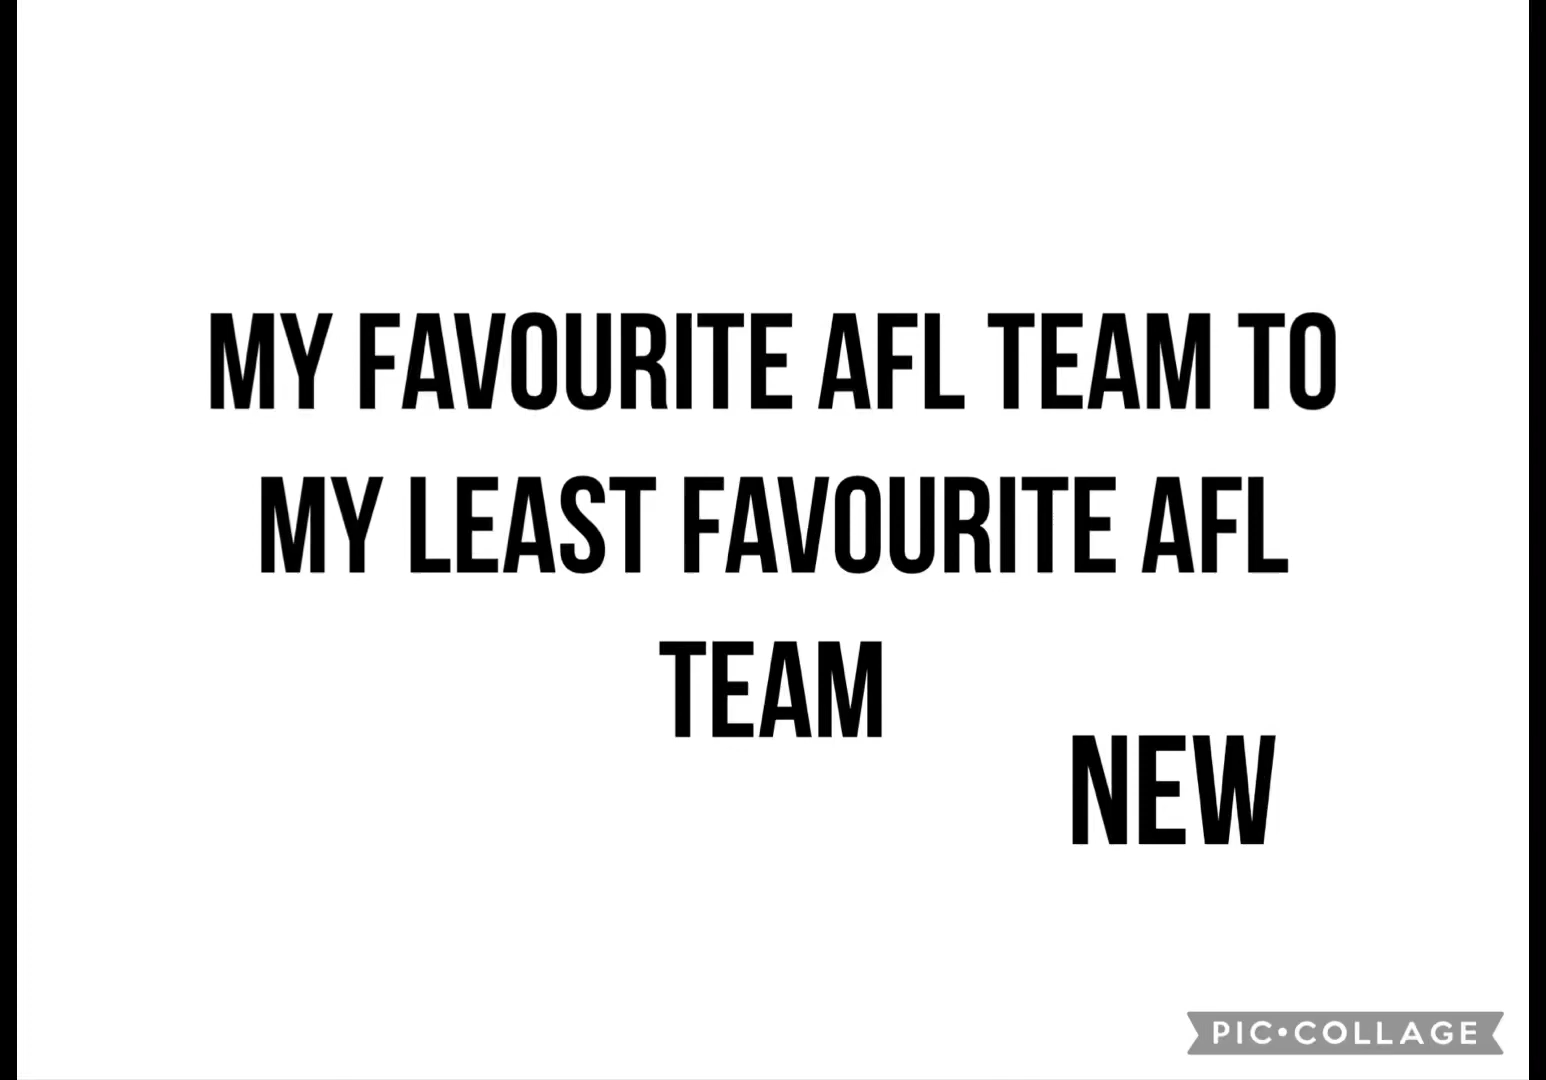 MY FAVOURITE AFL TEAM TO
MY LEAST FAVOURITE AFL
TEAM
NEW
PIC•COLLAGE